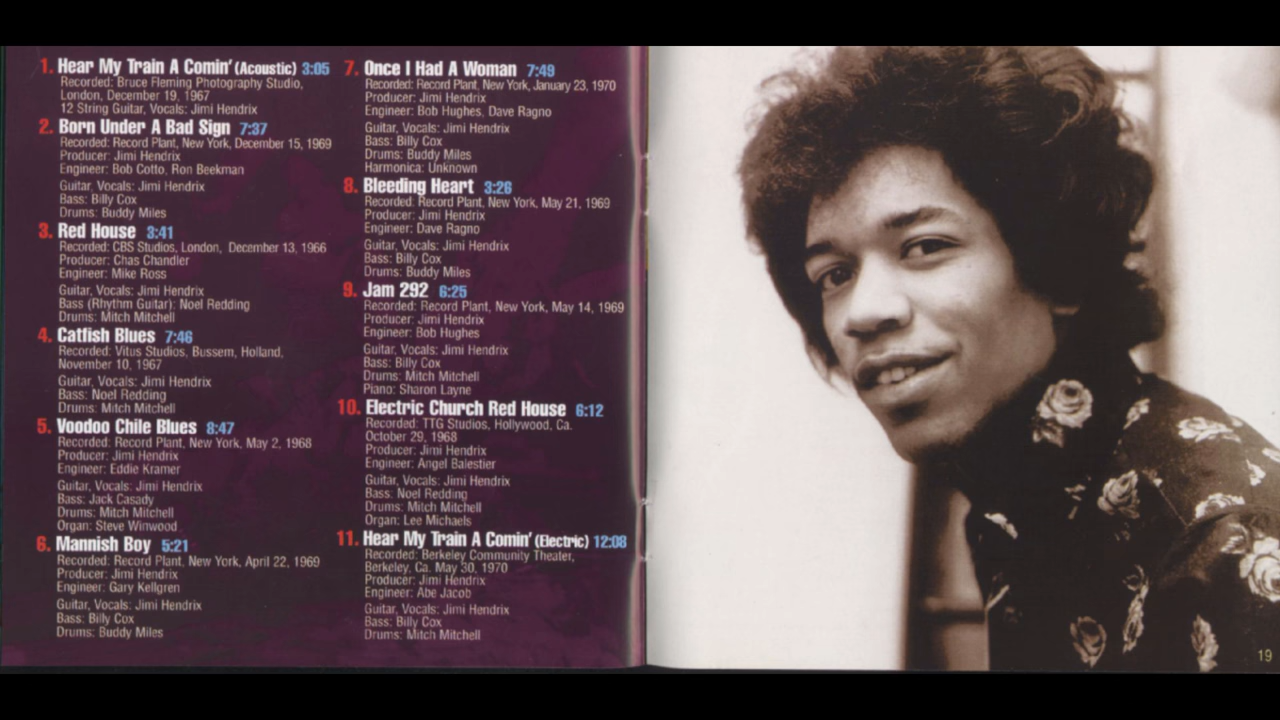 1. Hear My Train A Comin' (Acoustic) 3:05
Recorded: Bruce Fleming Photography Studio,
London, December 19, 1967
12 String Guitar, Vocals: Jimi Hendrix
2. Born Under A Bad Sign 7:37
Recorded: Record Plant, New York, December 15, 1969
Producer: Jimi Hendrix
Engineer: Bob Cotto, Ron Beekman
Guitar, Vocals: Jimi Hendrix
Bass: Billy Cox
Drums: Buddy Miles
3. Red House 3:41
Recorded: CBS Studios, London, December 13, 1966
Producer: Chas Chandler
Engineer: Mike Ross
Guitar, Vocals: Jimi Hendrix
Bass (Rhythm Guitar): Noel Redding
Drums: Mitch Mitchell
4. Catfish Blues 7:46
Recorded: Vitus Studios, Bussem, Holland,
November 10, 1967
Guitar, Vocals: Jimi Hendrix
Bass: Noel Redding
Drums: Mitch Mitchell
5. Voodoo Chile Blues 8:47
Recorded: Record Plant, New York, May 2, 1968
Producer: Jimi Hendrix
Engineer: Eddie Kramer
Guitar, Vocals: Jimi Hendrix
Bass: Jack Casady
Drums: Mitch Mitchell
Organ: Steve Winwood
6. Mannish Boy 5:21
Recorded: Record Plant, New York, April 22, 1969
Producer: Jimi Hendrix
Engineer: Gary Kellgren
Guitar, Vocals: Jimi Hendrix
Bass: Billy Cox
Drums: Buddy Miles
7. Once I Had A Woman 7:49
Recorded: Record Plant, New York, January 23, 1970
Producer: Jimi Hendrix
Engineer: Bob Hughes, Dave Ragno
Guitar, Vocals: Jimi Hendrix
Bass: Billy Cox
Drums: Buddy Miles
Harmonica: Unknown
8. Bleeding Heart 3:26
Recorded: Record Plant, New York, May 21, 1969
Producer: Jimi Hendrix
Engineer: Dave Ragno
Guitar, Vocals: Jimi Hendrix
Bass: Billy Cox
Drums: Buddy Miles
9. Jam 292 6:25
Recorded: Record Plant, New York, May 14, 1969
Producer: Jimi Hendrix
Engineer: Bob Hughes
Guitar, Vocals: Jimi Hendrix
Bass: Billy Cox
Drums: Mitch Mitchell
Piano: Sharon Layne
10. Electric Church Red House 6:12
Recorded: TTG Studios, Hollywood, Ca.
October 29, 1968
Producer: Jimi Hendrix
Engineer: Angel Balestier
Guitar, Vocals: Jimi Hendrix
Bass: Noel Redding
Drums: Mitch Mitchell
Organ: Lee Michaels
11. Hear My Train A Comin' (Electric) 12:08
Recorded: Berkeley Community Theater,
Berkeley, Ca. May 30, 1970
Producer: Jimi Hendrix
Engineer: Abe Jacob
Guitar, Vocals: Jimi Hendrix
Bass: Billy Cox
Drums: Mitch Mitchell
19